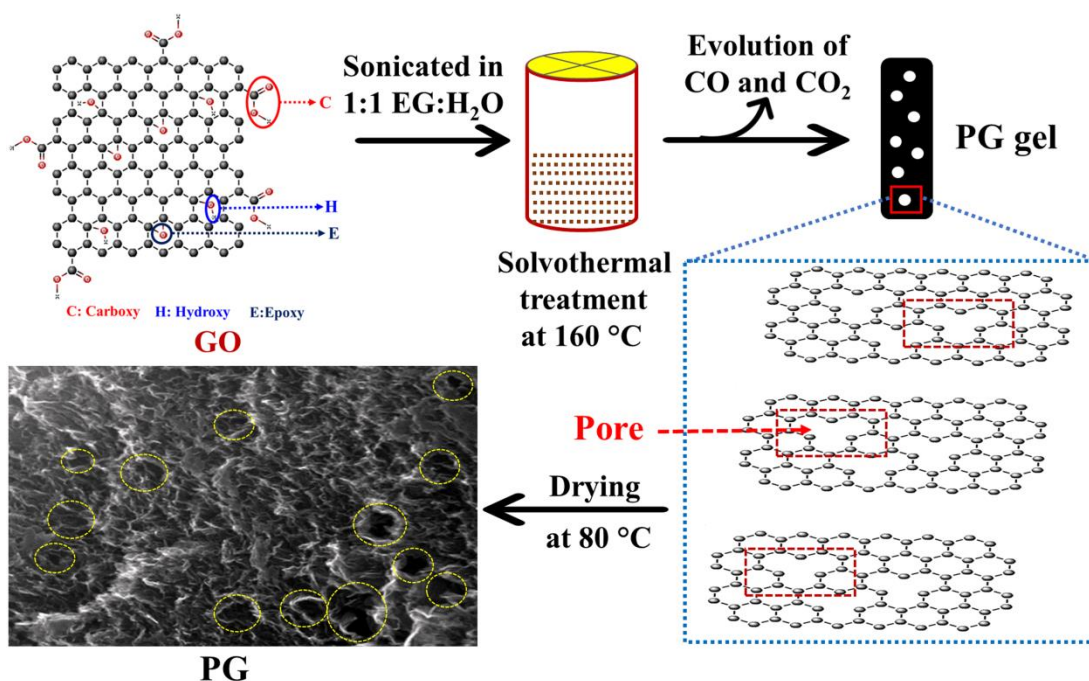 C
H
E
C: Carboxy H: Hydroxy E:Epoxy
GO
Sonicated in
1:1 EG:H₂O
Solvothermal
treatment
at 160 °C
Evolution of
CO and CO₂
PG gel
Pore
Drying
at 80 °C
PG